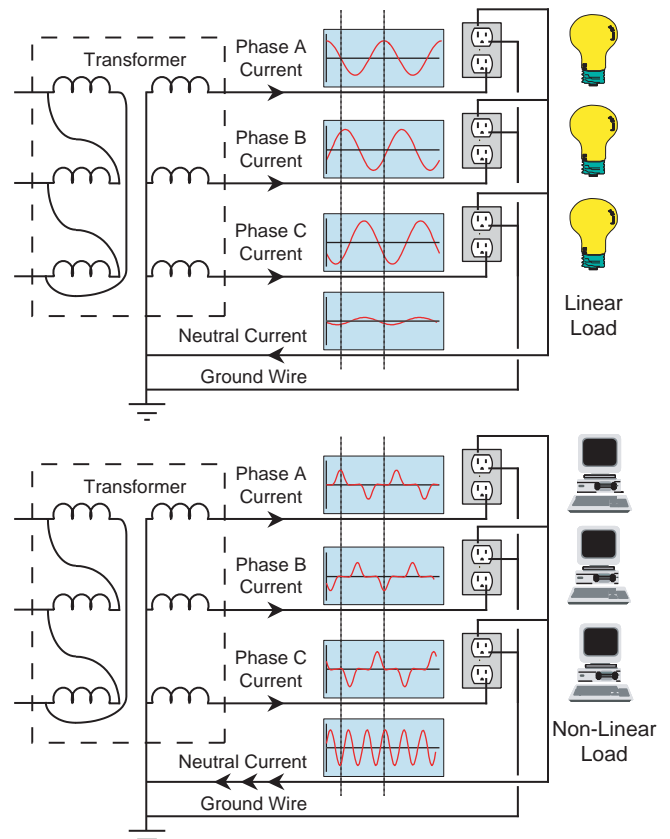 Transformer
Phase A
Current
Phase B
Current
Phase C
Current
Neutral Current
Ground Wire
Linear
Load
Transformer
Phase A
Current
Phase B
Current
Phase C
Current
Neutral Current
Ground Wire
Non-Linear
Load